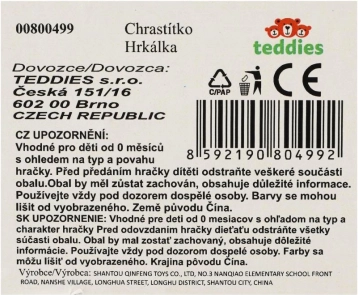 00800499
Chrastítko
Hrkálka
teddies
Dovozce/Dovozca:
TEDDIES s.r.o.
Česká 151/16
602 00 Brno
CZECH REPUBLIC
C/PAP
CE
8 592190 804992
CZ UPOZORNĚNÍ:
Vhodné pro děti od 0 měsíců
s ohledem na typ a povahu
hračky. Před předáním hračky dítěti odstraňte veškeré součásti
obalu.Obal by měl zůstat zachován, obsahuje důležité informace.
Používejte vždy pod dozorem dospělé osoby. Barvy se mohou
lišit od vyobrazeného. Země původu Čína.
SK UPOZORNENIE: Vhodné pre deti od 0 mesiacov s ohľadom na typ a
charakter hračky Pred odovzdaním hračky dieťaťu odstráňte všetky
súčasti obalu. Obal by mal zostať zachovaný, obsahuje dôležité informácie.
Používajte vždy pod dozorom dospelej osoby. Farby sa môžu
líšiť od vyobrazeného. Krajina pôvodu Čína.
Výrobce/Výrobca: SHANTOU QINFENG TOYS CO., LTD, NO.3 NANQIAO ELEMENTARY SCHOOL FRONT
ROAD, NANSHE VILLAGE, LONGHU STREET, LONGHU DISTRICT, SHANTOU CITY, CHINA